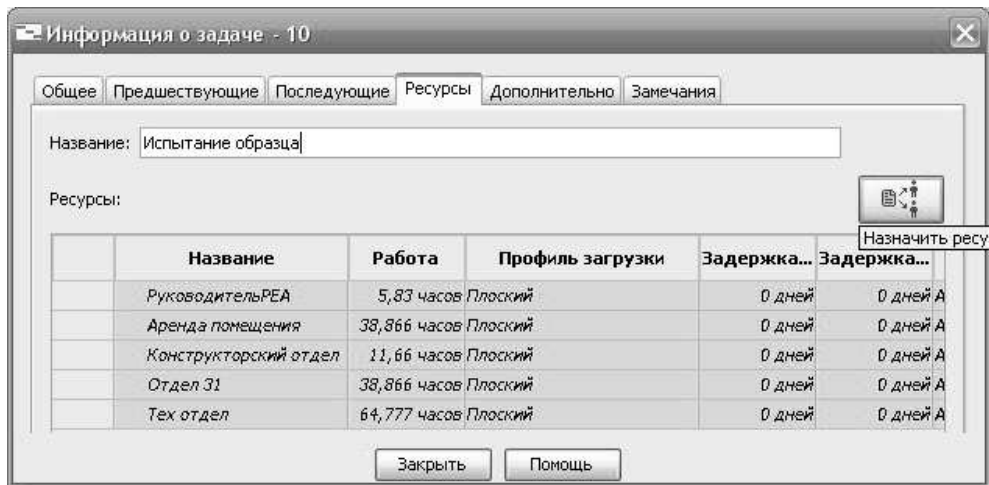 Информация о задаче - 10
Общее Предшествующие Последующие Ресурсы Дополнительно Замечания
Название: Испытание образца
Ресурсы:
Назначить ресу
Название Работа Профиль загрузки Задержка... Задержка...
РуководительРЕА 5,83 часов Плоский 0 дней 0 дней А
Аренда помещения 38,866 часов Плоский 0 дней 0 дней А
Конструкторский отдел 11,66 часов Плоский 0 дней 0 дней А
Отдел 31 38,866 часов Плоский 0 дней 0 дней А
Тех отдел 64,777 часов Плоский 0 дней 0 дней А
Закрыть Помощь